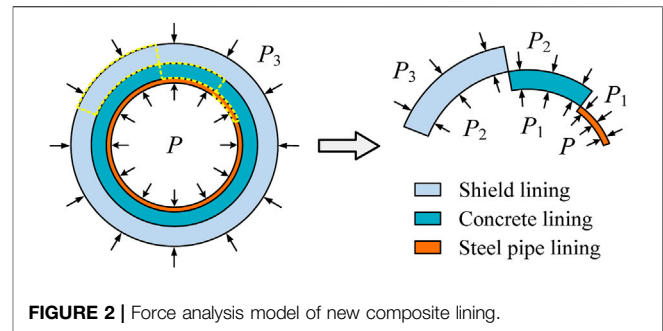 P3
P
P3
P2
P2
P1
P1
P
Shield lining
Concrete lining
Steel pipe lining
FIGURE 2 | Force analysis model of new composite lining.